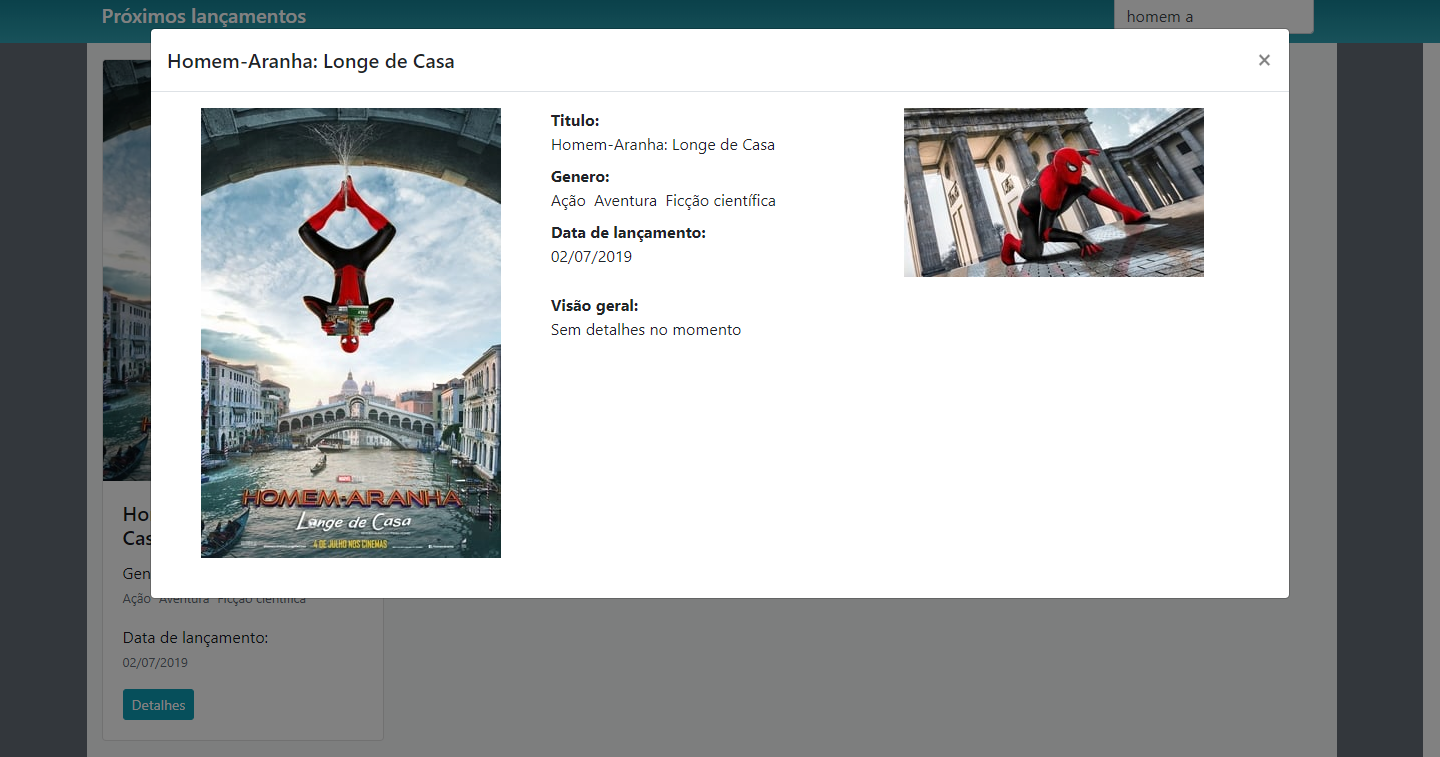 Próximos lançamentos
homem a
Homem-Aranha: Longe de Casa
×
Titulo:
Homem-Aranha: Longe de Casa
Genero:
Ação Aventura Ficção científica
Data de lançamento:
02/07/2019
Visão geral:
Sem detalhes no momento
MARVEL
HOMEM-ARANHA
Longe de Casa
4 DE JULHO NOS CINEMAS
Ho
Cas
Gen
Ação Aventura Ficção científica
Data de lançamento:
02/07/2019
Detalhes